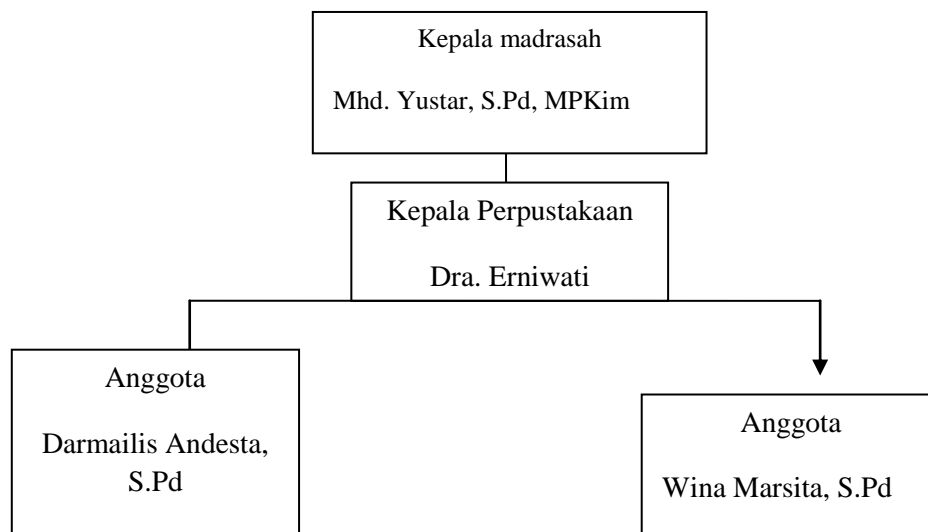 Kepala madrasah
Mhd. Yustar, S.Pd, MPKim
Kepala Perpustakaan
Dra. Erniwati
Anggota
Darmailis Andesta,
S.Pd
Anggota
Wina Marsita, S.Pd